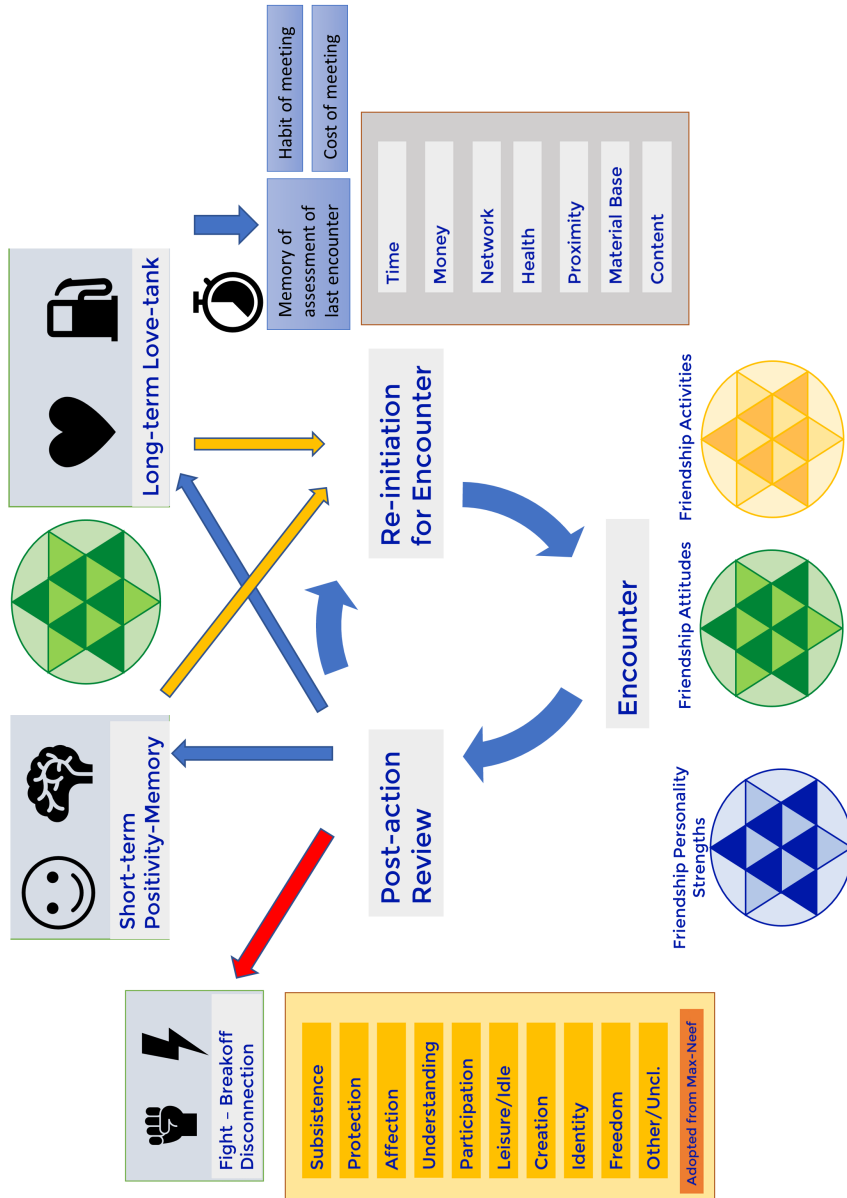 Fight – Breakoff
Disconnection
Short-term
Positivity-Memory
Long-term Love-tank
Memory of
assessment of
last encounter
Habit of meeting
Cost of meeting
Subsistence
Protection
Affection
Understanding
Participation
Leisure/Idle
Creation
Identity
Freedom
Other/Uncl.
Adopted from Max-Neef
Post-action
Review
Re-initiation
for Encounter
Encounter
Time
Money
Network
Health
Proximity
Material Base
Content
Friendship Personality
Strengths
Friendship Attitudes
Friendship Activities